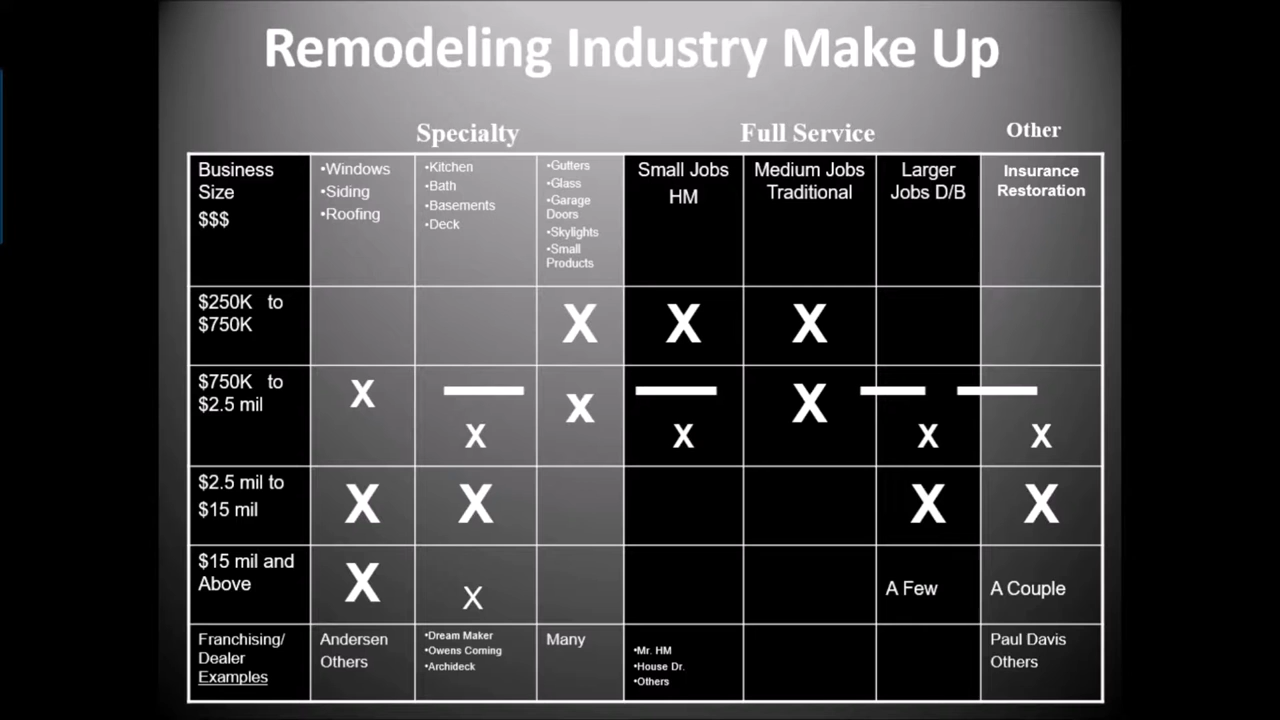 Remodeling Industry Make Up
Specialty
Full Service
Other
Business
Size
$$$
•Windows
•Siding
•Roofing
•Kitchen
•Bath
•Basements
•Deck
•Gutters
•Glass
•Garage
Doors
•Skylights
•Small
Products
Small Jobs
HM
Medium Jobs
Traditional
Larger
Jobs D/B
Insurance
Restoration
$250K to
$750K
X
X
X
$750K to
$2.5 mil
X
X
X
X
X
X
X
$2.5 mil to
$15 mil
X
X
X
X
$15 mil and
Above
X
X
A Few
A Couple
Franchising/
Dealer
Examples
Andersen
Others
•Dream Maker
•Owens Corning
•Archideck
Many
•Mr. HM
•House Dr.
•Others
Paul Davis
Others